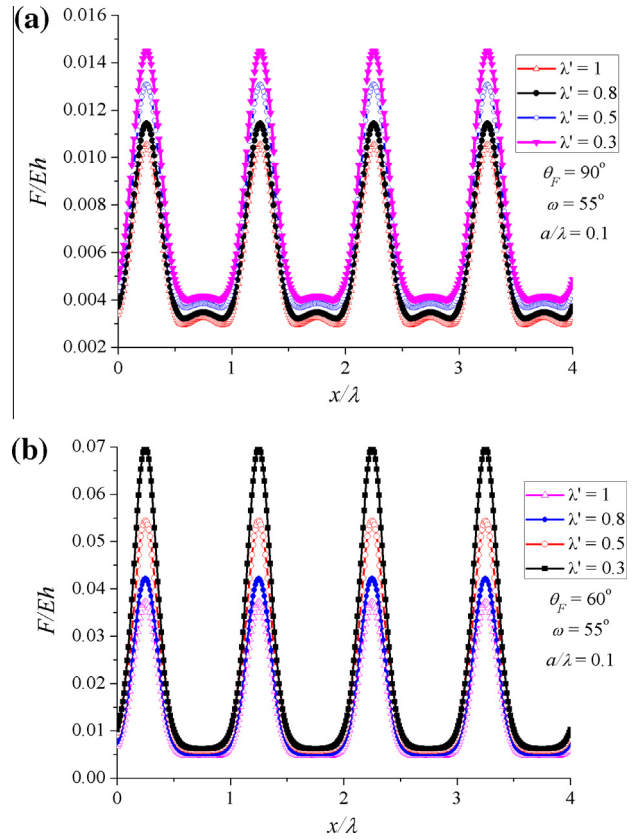 (a)
0.016
0.014
0.012
0.010
0.008
0.006
0.004
0.002
F/Eh
0
1
2
3
4
x/λ
λ' = 1
λ' = 0.8
λ' = 0.5
λ' = 0.3
θF = 90°
ω = 55°
a/λ = 0.1
(b)
0.07
0.06
0.05
0.04
0.03
0.02
0.01
0.00
F/Eh
0
1
2
3
4
x/λ
λ' = 1
λ' = 0.8
λ' = 0.5
λ' = 0.3
θF = 60°
ω = 55°
a/λ = 0.1